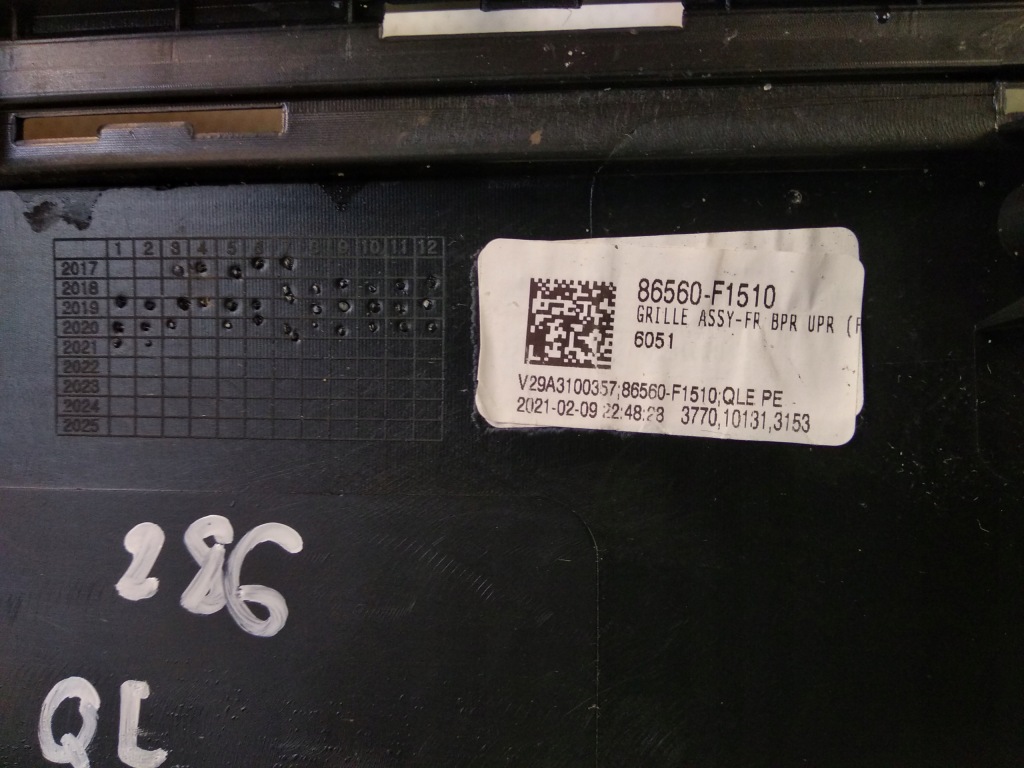 1 2 3 4 5 6 7 8 9 10 11 12
2017
2018
2019
2020
2021
2022
2023
2024
2025
86560-F1510
GRILLE ASSY-FR BPR UPR (
6051
V29A3100357;86560-F1510;QLE PE
2021-02-09 22:48:28 3770,10131,3153
286
QL